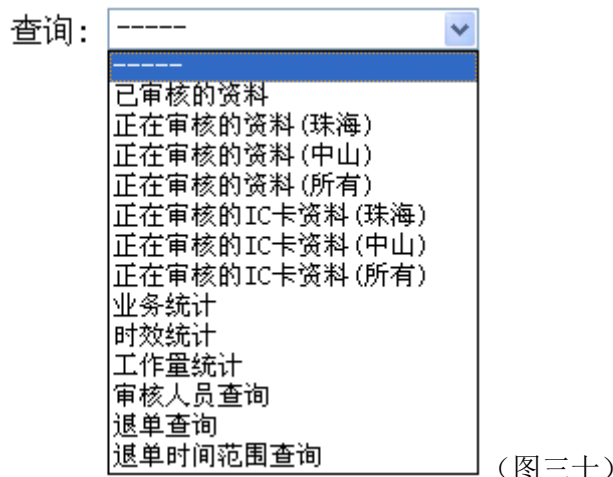 查询: -----
-----
已审核的资料
正在审核的资料(珠海)
正在审核的资料(中山)
正在审核的资料(所有)
正在审核的IC卡资料(珠海)
正在审核的IC卡资料(中山)
正在审核的IC卡资料(所有)
业务统计
时效统计
工作量统计
审核人员查询
退单查询
退单时间范围查询
（图三十）